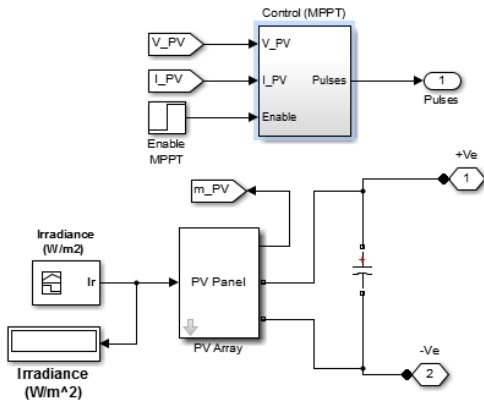 Control (MPPT)
V_PV
V_PV
I_PV
I_PV
Pulses
1
Pulses
Enable
Enable
MPPT
+Ve
1
m_PV
Irradiance
(W/m2)
Ir
PV Panel
PV Array
Irradiance
(W/m^2)
-Ve
2